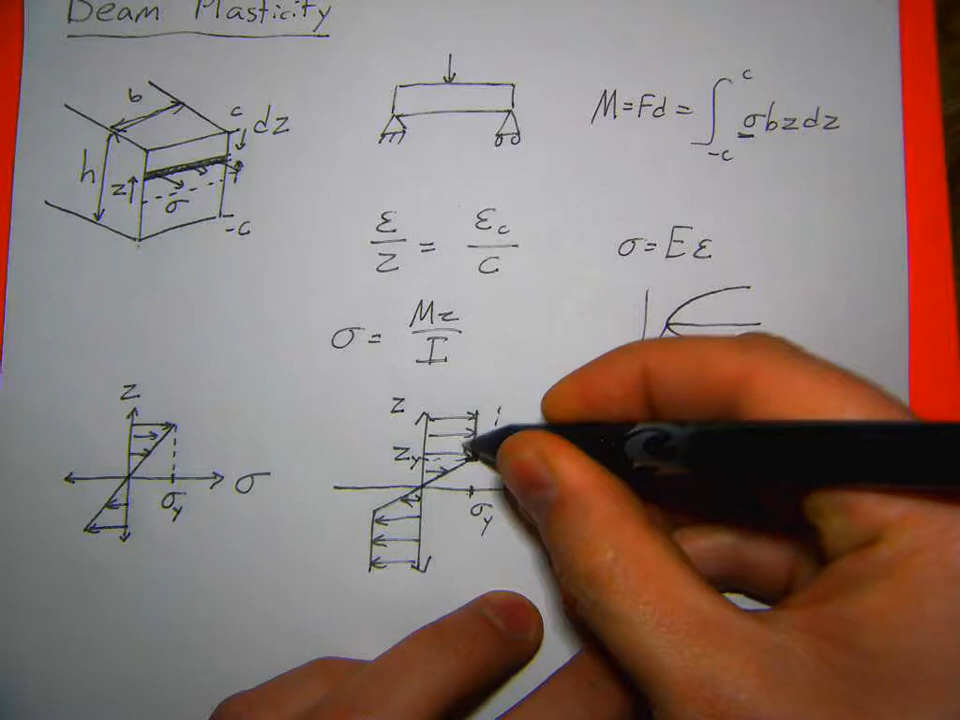 Beam Plasticity
b
c
dz
h
z
σ
-c
M=Fd= ∫ c -c σbzdz
ε/z = εc/c
σ=Eε
σ= Mz/I
z
σ
σy
z
zy
σy